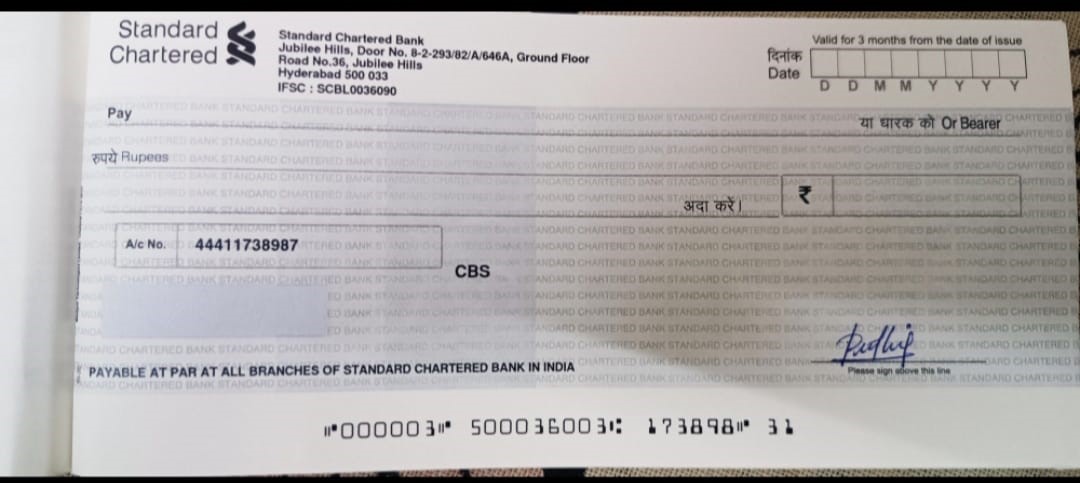 Standard
Chartered
Standard Chartered Bank
Jubilee Hills, Door No. 8-2-293/82/A/646A, Ground Floor
Road No.36, Jubilee Hills
Hyderabad 500 033
IFSC : SCBL0036090
Valid for 3 months from the date of issue
दिनांक
Date
D D M M Y Y Y Y
Pay
या धारक को Or Bearer
रुपये Rupees
अदा करें।
₹
A/c No. 44411738987
CBS
PAYABLE AT PAR AT ALL BRANCHES OF STANDARD CHARTERED BANK IN INDIA
Please sign above this line
⑈000003⑈ 500036003⑆ 173898⑈ 31